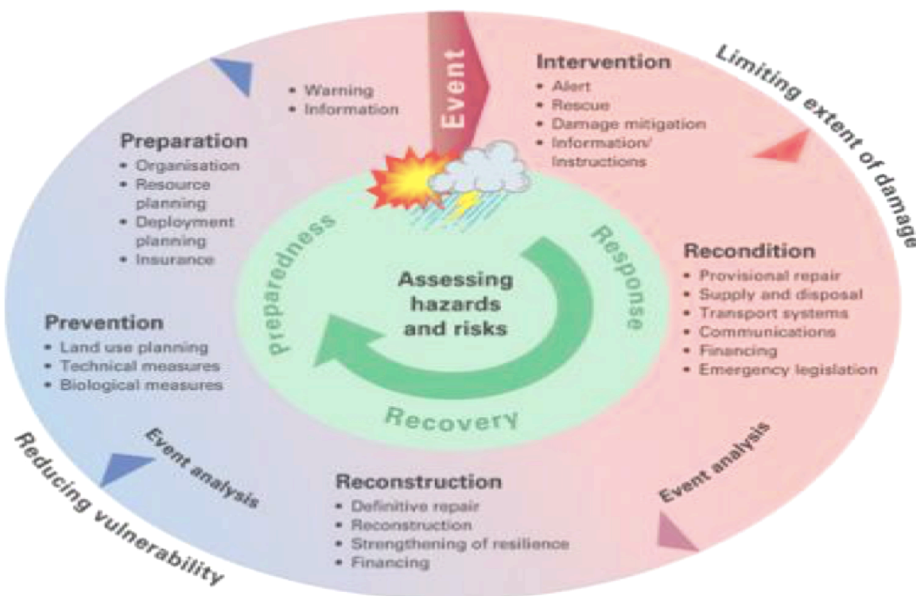 Event
Intervention
• Alert
• Rescue
• Damage mitigation
• Information/
Instructions
Limiting extent of damage
Recondition
• Provisional repair
• Supply and disposal
• Transport systems
• Communications
• Financing
• Emergency legislation
Event analysis
Reconstruction
• Definitive repair
• Reconstruction
• Strengthening of resilience
• Financing
Event analysis
Reducing vulnerability
Prevention
• Land use planning
• Technical measures
• Biological measures
Preparation
• Organisation
• Resource
planning
• Deployment
planning
• Insurance
• Warning
• Information
Assessing
hazards
and risks
Response
Recovery
Preparedness